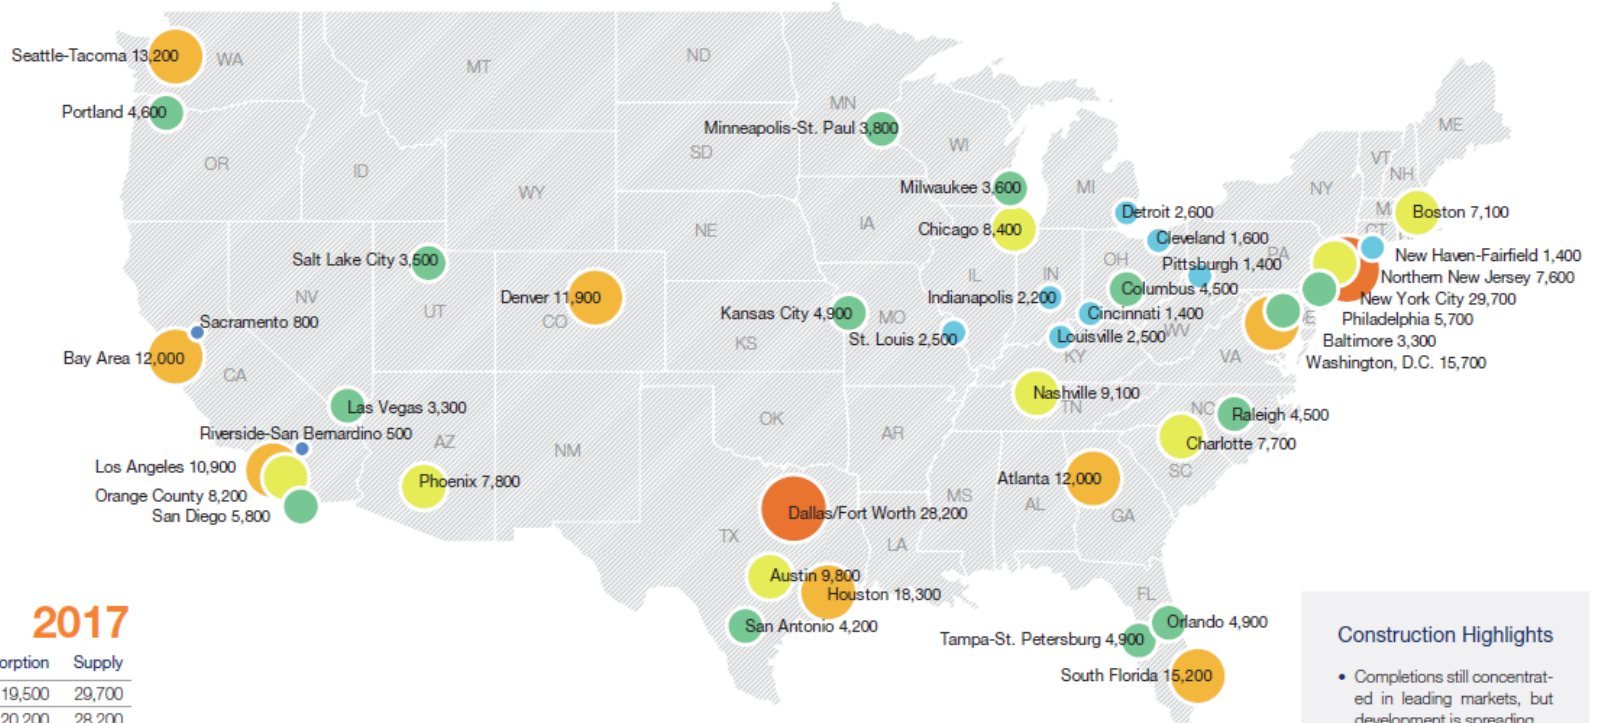 Seattle-Tacoma 13,200
WA
MT
ND
MN
ME
Portland 4,600
Minneapolis-St. Paul 3,800
OR
ID
SD
WI
VT
NH
WY
Milwaukee 3,600
MI
NY
NE
IA
Chicago 8,400
Detroit 2,600
M
Boston 7,100
CT
Cleveland 1,600
Salt Lake City 3,500
OH
PA
Pittsburgh 1,400
New Haven-Fairfield 1,400
IL
IN
Northern New Jersey 7,600
NV
UT
Denver 11,900
CO
Indianapolis 2,200
Columbus 4,500
New York City 29,700
Sacramento 800
Kansas City 4,900
MO
Cincinnati 1,400
E
Philadelphia 5,700
KS
St. Louis 2,500
Louisville 2,500
WV
Baltimore 3,300
Bay Area 12,000
CA
KY
VA
Washington, D.C. 15,700
Las Vegas 3,300
Nashville 9,100
TN
NC
Raleigh 4,500
Riverside-San Bernardino 500
AZ
NM
OK
AR
Charlotte 7,700
Los Angeles 10,900
Phoenix 7,800
Atlanta 12,000
SC
Orange County 8,200
San Diego 5,800
MS
AL
GA
Dallas/Fort Worth 28,200
TX
LA
Austin 9,800
Houston 18,300
FL
San Antonio 4,200
Orlando 4,900
Tampa-St. Petersburg 4,900
South Florida 15,200
2017
orption Supply
19,500 29,700
20,200 28,200
Construction Highlights
• Completions still concentrat-
ed in leading markets, but
development is spreading